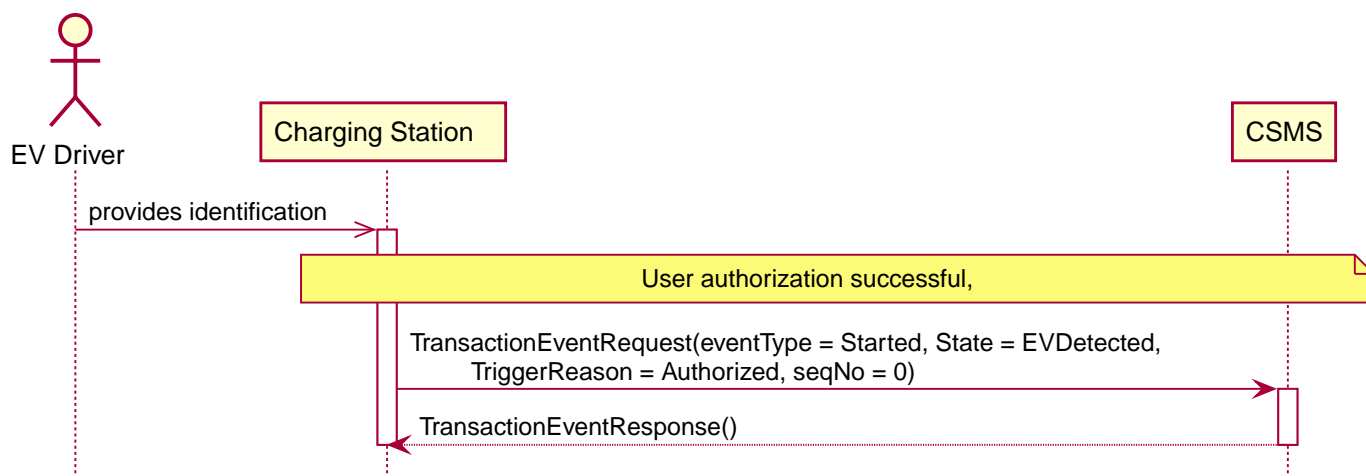 EV Driver
Charging Station
CSMS
provides identification
User authorization successful,
TransactionEventRequest(eventType = Started, State = EVDetected,
TriggerReason = Authorized, seqNo = 0)
TransactionEventResponse()